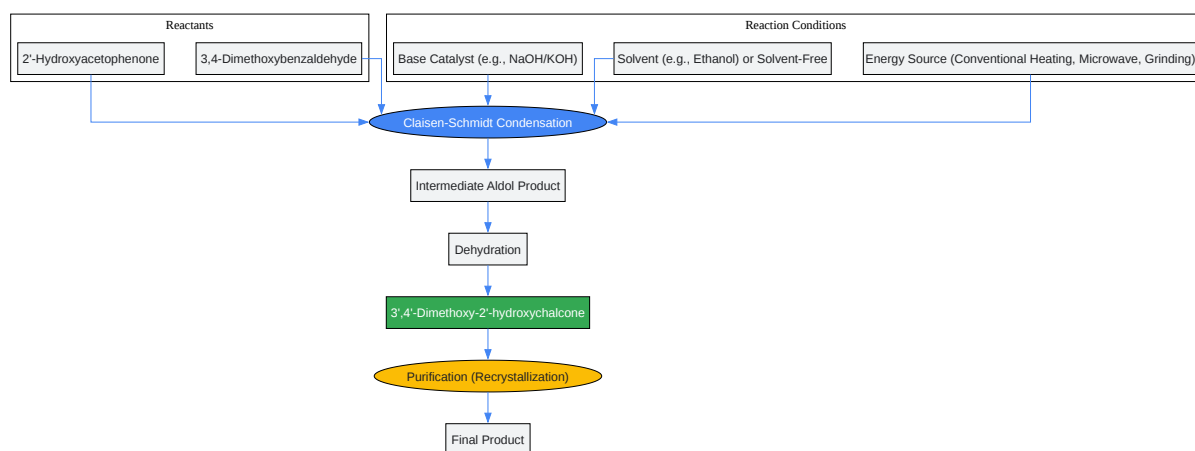 Reactants
Reaction Conditions
2'-Hydroxyacetophenone
3,4-Dimethoxybenzaldehyde
Base Catalyst (e.g., NaOH/KOH)
Solvent (e.g., Ethanol) or Solvent-Free
Energy Source (Conventional Heating, Microwave, Grinding)
Claisen-Schmidt Condensation
Intermediate Aldol Product
Dehydration
3',4'-Dimethoxy-2'-hydroxychalcone
Purification (Recrystallization)
Final Product